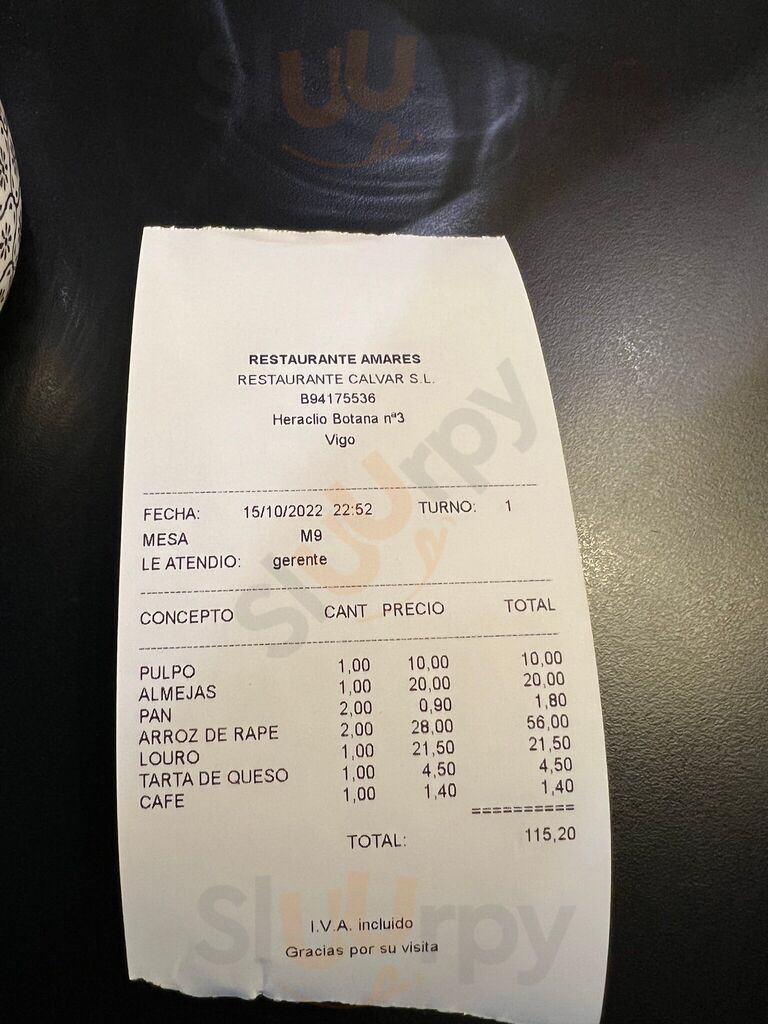 RESTAURANTE AMARES
RESTAURANTE CALVAR S.L.
B94175536
Heraclio Botana nº3
Vigo
FECHA: 15/10/2022 22:52 TURNO: 1
MESA M9
LE ATENDIO: gerente
CONCEPTO CANT PRECIO TOTAL
PULPO 1,00 10,00 10,00
ALMEJAS 1,00 20,00 20,00
PAN 2,00 0,90 1,80
ARROZ DE RAPE 2,00 28,00 56,00
LOURO 1,00 21,50 21,50
TARTA DE QUESO 1,00 4,50 4,50
CAFE 1,00 1,40 1,40
==========
TOTAL: 115,20
I.V.A. incluido
Gracias por su visita
sluurpy
sluurpy
sluurpy